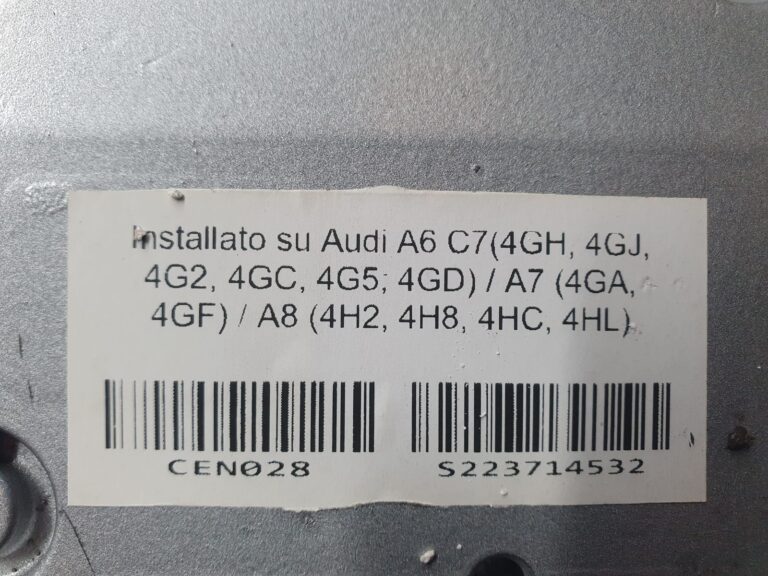 Installato su Audi A6 C7(4GH, 4GJ,
4G2, 4GC, 4G5; 4GD) / A7 (4GA,
4GF) / A8 (4H2, 4H8, 4HC, 4HL)
CEN028
S223714532